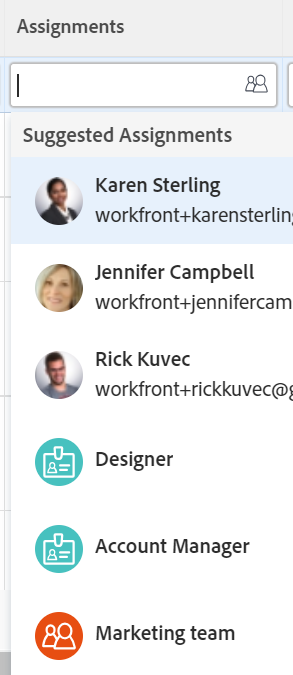 Assignments
Suggested Assignments
Karen Sterling
workfront+karensterling
Jennifer Campbell
workfront+jennifercam
Rick Kuvec
workfront+rickkuvec@g
Designer
Account Manager
Marketing team